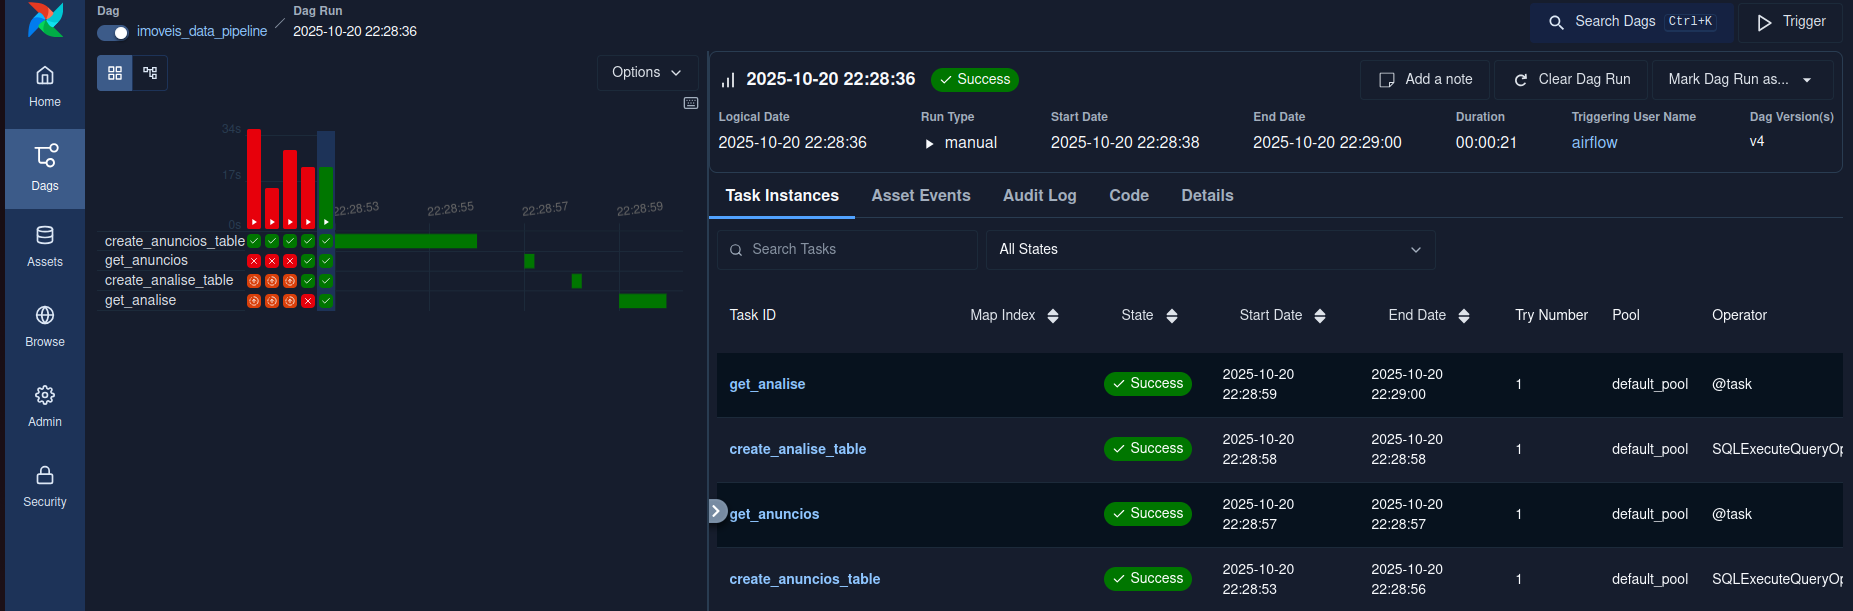 Dag
imoveis_data_pipeline
Dag Run
2025-10-20 22:28:36
Search Dags Ctrl+K
Trigger
Home
Dags
Assets
Browse
Admin
Security
Options
34s
17s
0s
22:28:53
22:28:55
22:28:57
22:28:59
create_anuncios_table
get_anuncios
create_analise_table
get_analise
2025-10-20 22:28:36 Success
Add a note
Clear Dag Run
Mark Dag Run as...
Logical Date Run Type Start Date End Date Duration Triggering User Name Dag Version(s)
2025-10-20 22:28:36 manual 2025-10-20 22:28:38 2025-10-20 22:29:00 00:00:21 airflow v4
Task Instances Asset Events Audit Log Code Details
Search Tasks
All States
Task ID Map Index State Start Date End Date Try Number Pool Operator
get_analise Success 2025-10-20 22:28:59 2025-10-20 22:29:00 1 default_pool @task
create_analise_table Success 2025-10-20 22:28:58 2025-10-20 22:28:58 1 default_pool SQLExecuteQueryOp
get_anuncios Success 2025-10-20 22:28:57 2025-10-20 22:28:57 1 default_pool @task
create_anuncios_table Success 2025-10-20 22:28:53 2025-10-20 22:28:56 1 default_pool SQLExecuteQueryOp